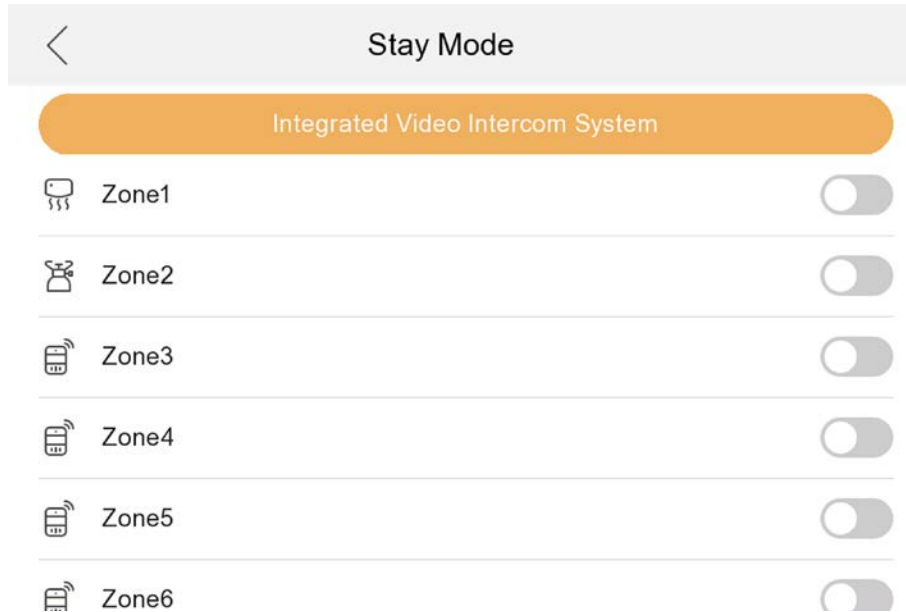 Stay Mode
Integrated Video Intercom System
Zone1
Zone2
Zone3
Zone4
Zone5
Zone6